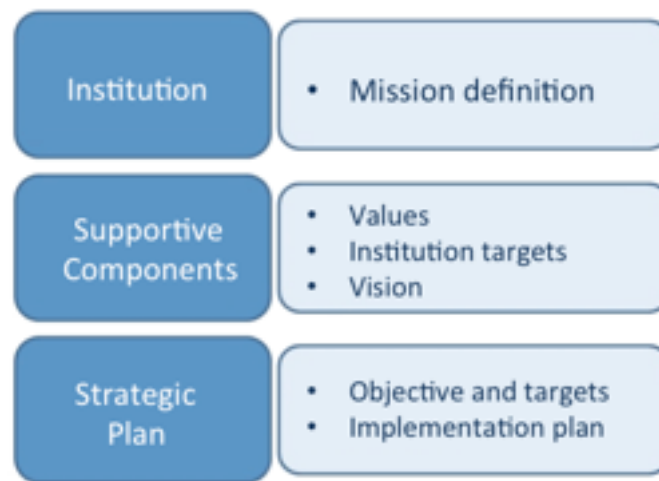 Institution
• Mission definition
Supportive
Components
• Values
• Institution targets
• Vision
Strategic
Plan
• Objective and targets
• Implementation plan